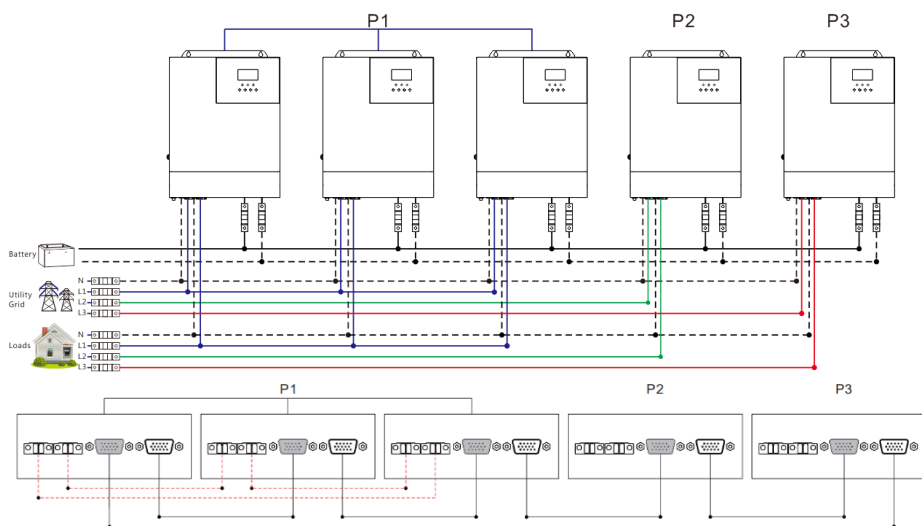 P1 P2 P3
Battery
N
Utility
Grid
L1
L2
L3
Loads
N
L1
L2
L3
P1 P2 P3